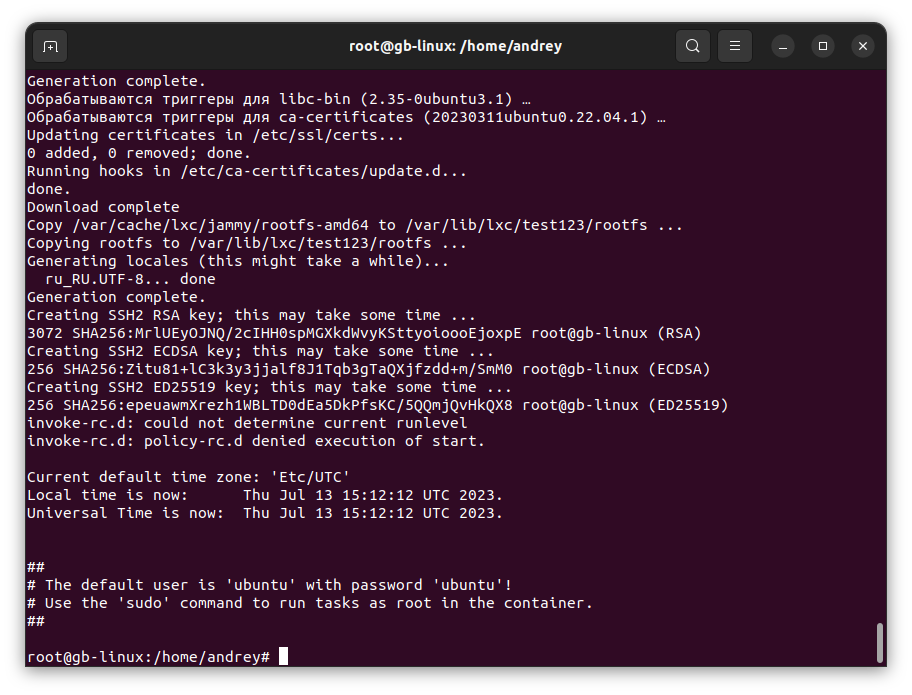 root@gb-linux: /home/andrey
Generation complete.
Обрабатываются триггеры для libc-bin (2.35-0ubuntu3.1) …
Обрабатываются триггеры для ca-certificates (20230311ubuntu0.22.04.1) …
Updating certificates in /etc/ssl/certs...
0 added, 0 removed; done.
Running hooks in /etc/ca-certificates/update.d...
done.
Download complete
Copy /var/cache/lxc/jammy/rootfs-amd64 to /var/lib/lxc/test123/rootfs ...
Copying rootfs to /var/lib/lxc/test123/rootfs ...
Generating locales (this might take a while)...
  ru_RU.UTF-8... done
Generation complete.
Creating SSH2 RSA key; this may take some time ...
3072 SHA256:MrlUEyOJNQ/2cIHH0spMGXkdWvyKSttyoioooEjoxpE root@gb-linux (RSA)
Creating SSH2 ECDSA key; this may take some time ...
256 SHA256:Zitu81+lC3k3y3jjalf8J1Tqb3gTaQXjfzdd+m/SmM0 root@gb-linux (ECDSA)
Creating SSH2 ED25519 key; this may take some time ...
256 SHA256:epeuawmXrezh1WBLTD0dEa5DkPfsKC/5QQmjQvHkQX8 root@gb-linux (ED25519)
invoke-rc.d: could not determine current runlevel
invoke-rc.d: policy-rc.d denied execution of start.
Current default time zone: 'Etc/UTC'
Local time is now:      Thu Jul 13 15:12:12 UTC 2023.
Universal Time is now:  Thu Jul 13 15:12:12 UTC 2023.
##
# The default user is 'ubuntu' with password 'ubuntu'!
# Use the 'sudo' command to run tasks as root in the container.
##
root@gb-linux:/home/andrey#